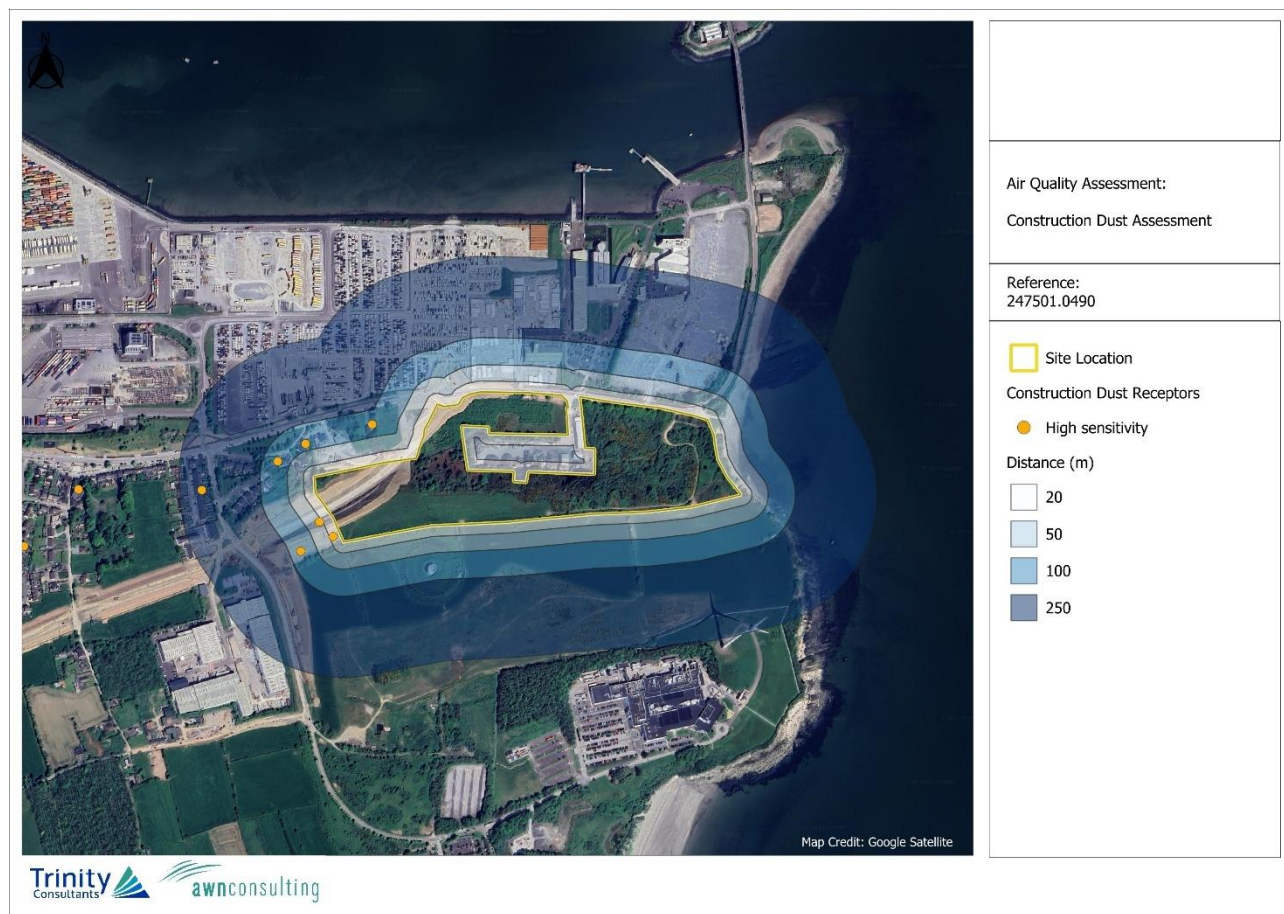 N
Air Quality Assessment:
Construction Dust Assessment
Reference:
247501.0490
Site Location
Construction Dust Receptors
High sensitivity
Distance (m)
20
50
100
250
Map Credit: Google Satellite
Trinity
Consultants
awnconsulting